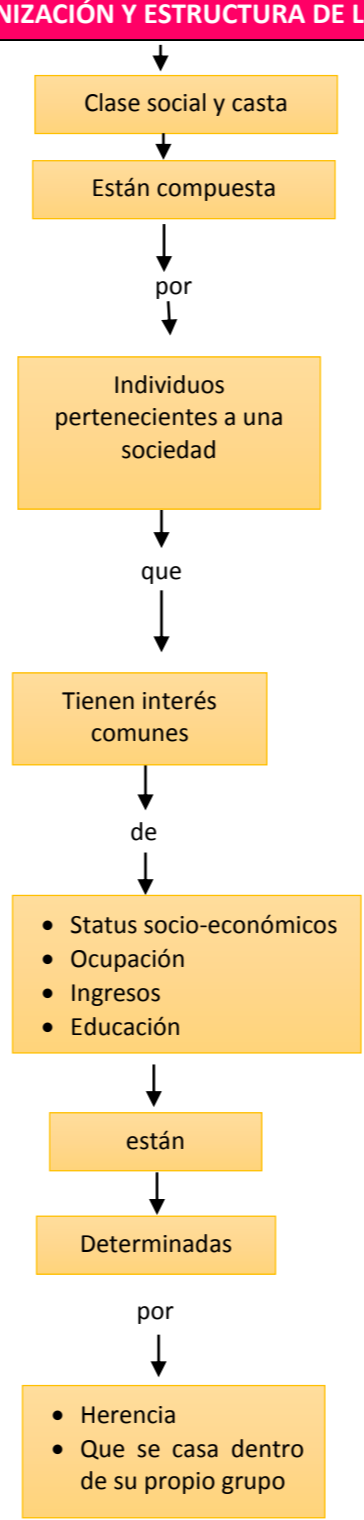 NIZACIÓN Y ESTRUCTURA DE L
Clase social y casta
Están compuesta
por
Individuos
pertenecientes a una
sociedad
que
Tienen interés
comunes
de
• Status socio-económicos
• Ocupación
• Ingresos
• Educación
están
Determinadas
por
• Herencia
• Que se casa dentro
de su propio grupo